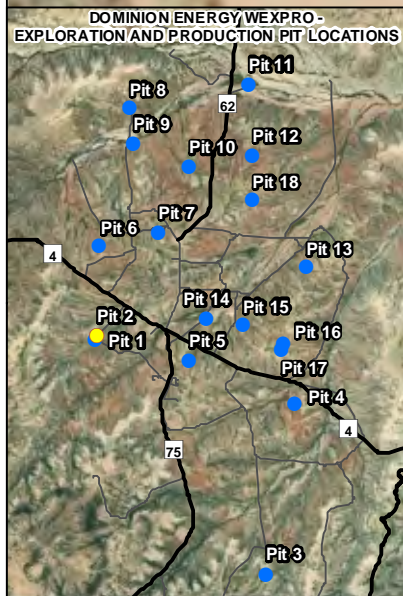 DOMINION ENERGY WEXPRO -
EXPLORATION AND PRODUCTION PIT LOCATIONS
Pit 11
62
Pit 8
Pit 9
Pit 10
Pit 12
Pit 18
Pit 7
Pit 6
4
Pit 13
Pit 14
Pit 15
Pit 2
Pit 1
Pit 5
Pit 16
Pit 17
Pit 4
4
75
Pit 3